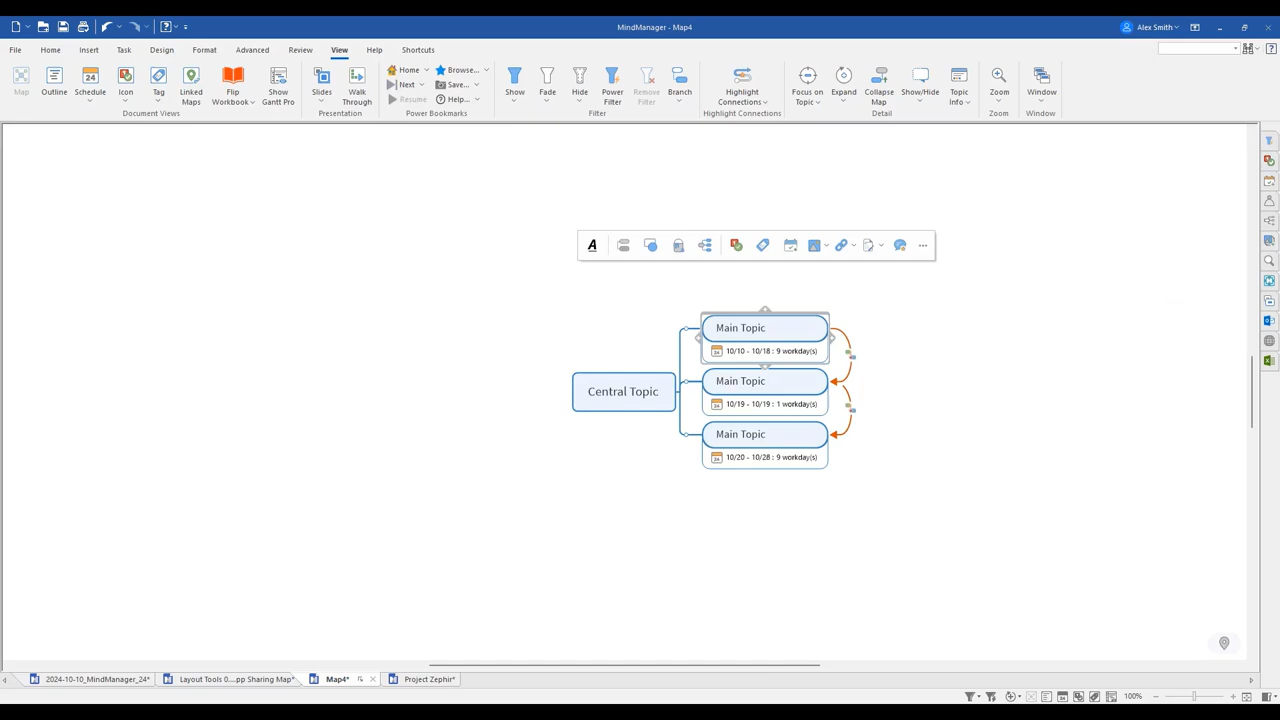 MindManager - Map4
Alex Smith
File Home Insert Task Design Format Advanced Review View Help Shortcuts
Map Outline Schedule Icon Tag Linked Maps Flip Workbook Show Gantt Pro
Slides Walk Through
Home Browse...
Next Save...
Resume Help...
Show Fade Hide Power Filter Remove Filter Branch
Highlight Connections
Focus on Topic Expand Collapse Map Show/Hide Topic Info
Zoom Window
Document Views Presentation Power Bookmarks Filter Highlight Connections Detail Zoom Window
Main Topic
10/10 - 10/18 : 9 workday(s)
Main Topic
Central Topic
10/19 - 10/19 : 1 workday(s)
Main Topic
10/20 - 10/28 : 9 workday(s)
2024-10-10_MindManager_24* Layout Tools 0....pp Sharing Map* Map4* Project Zephir*
100%